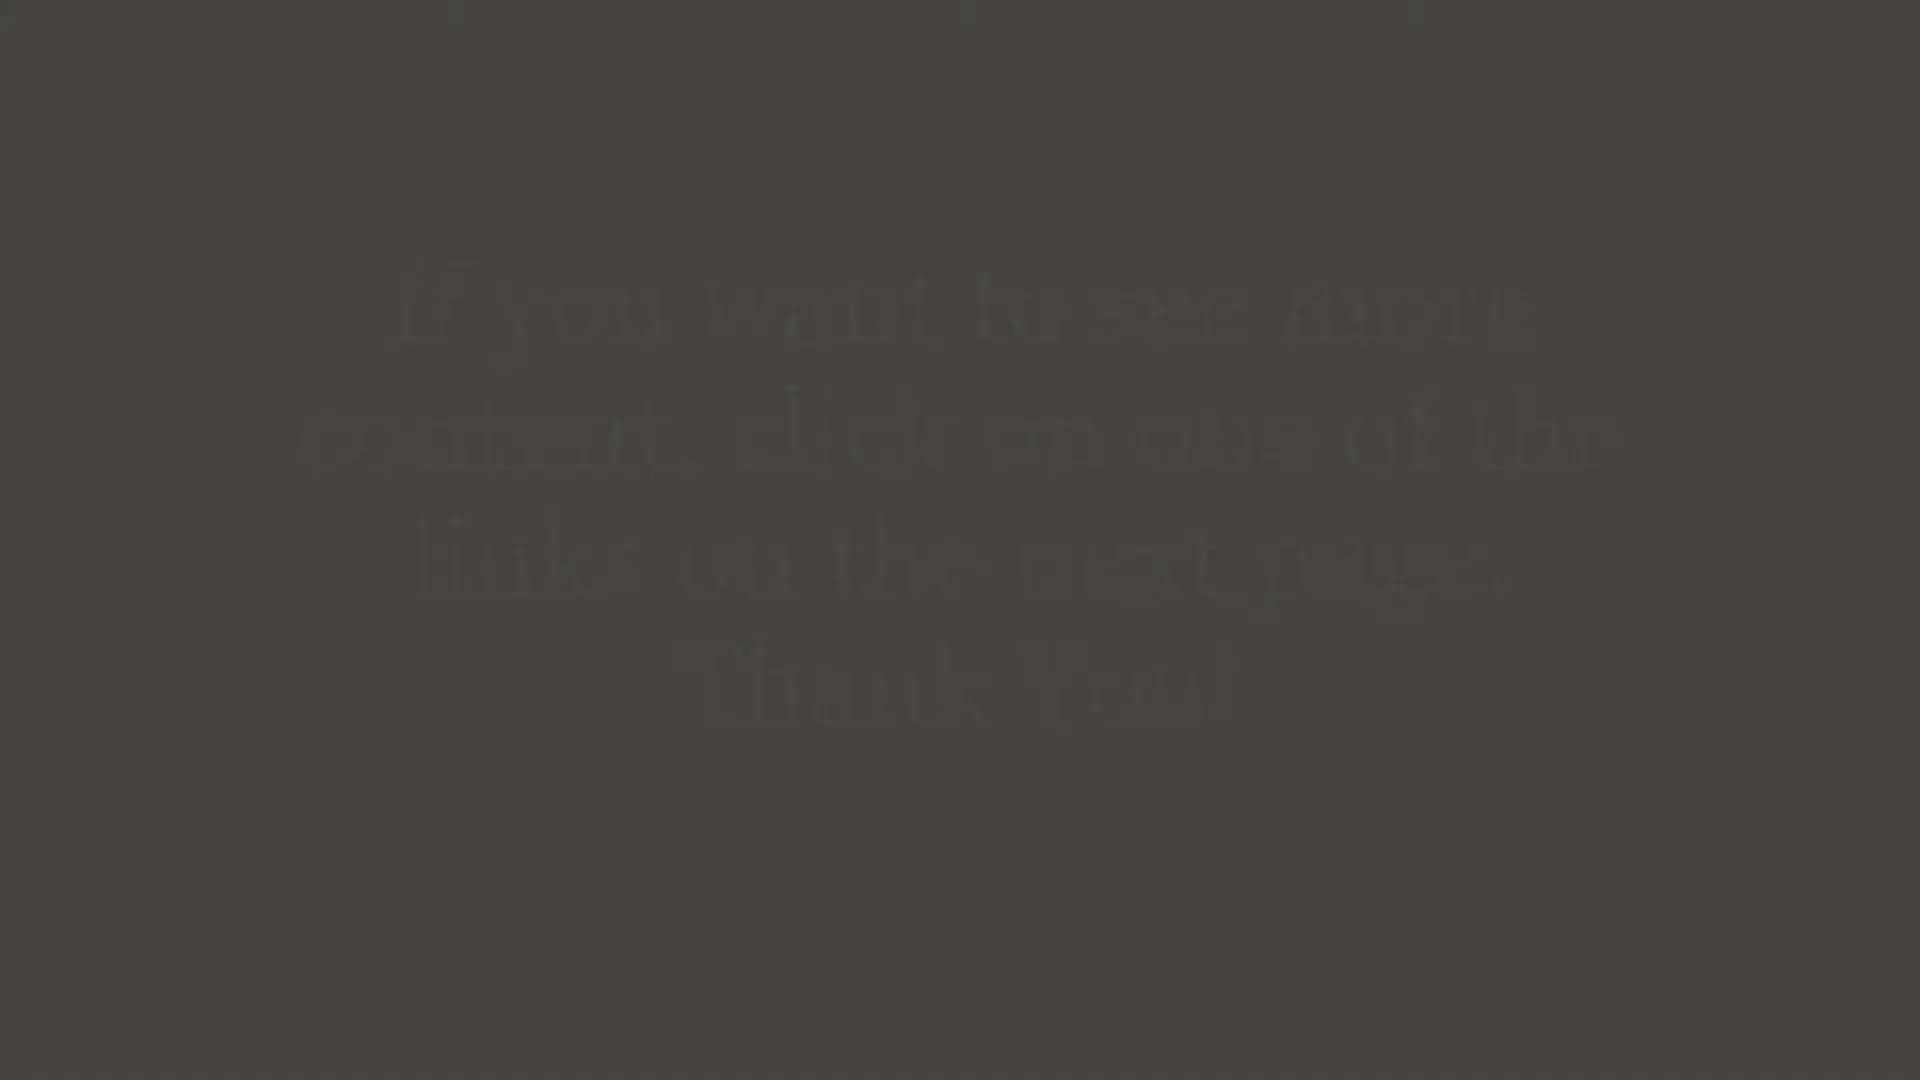 If you want to see more
content, click on one of the
links on the next page.
Thank You!